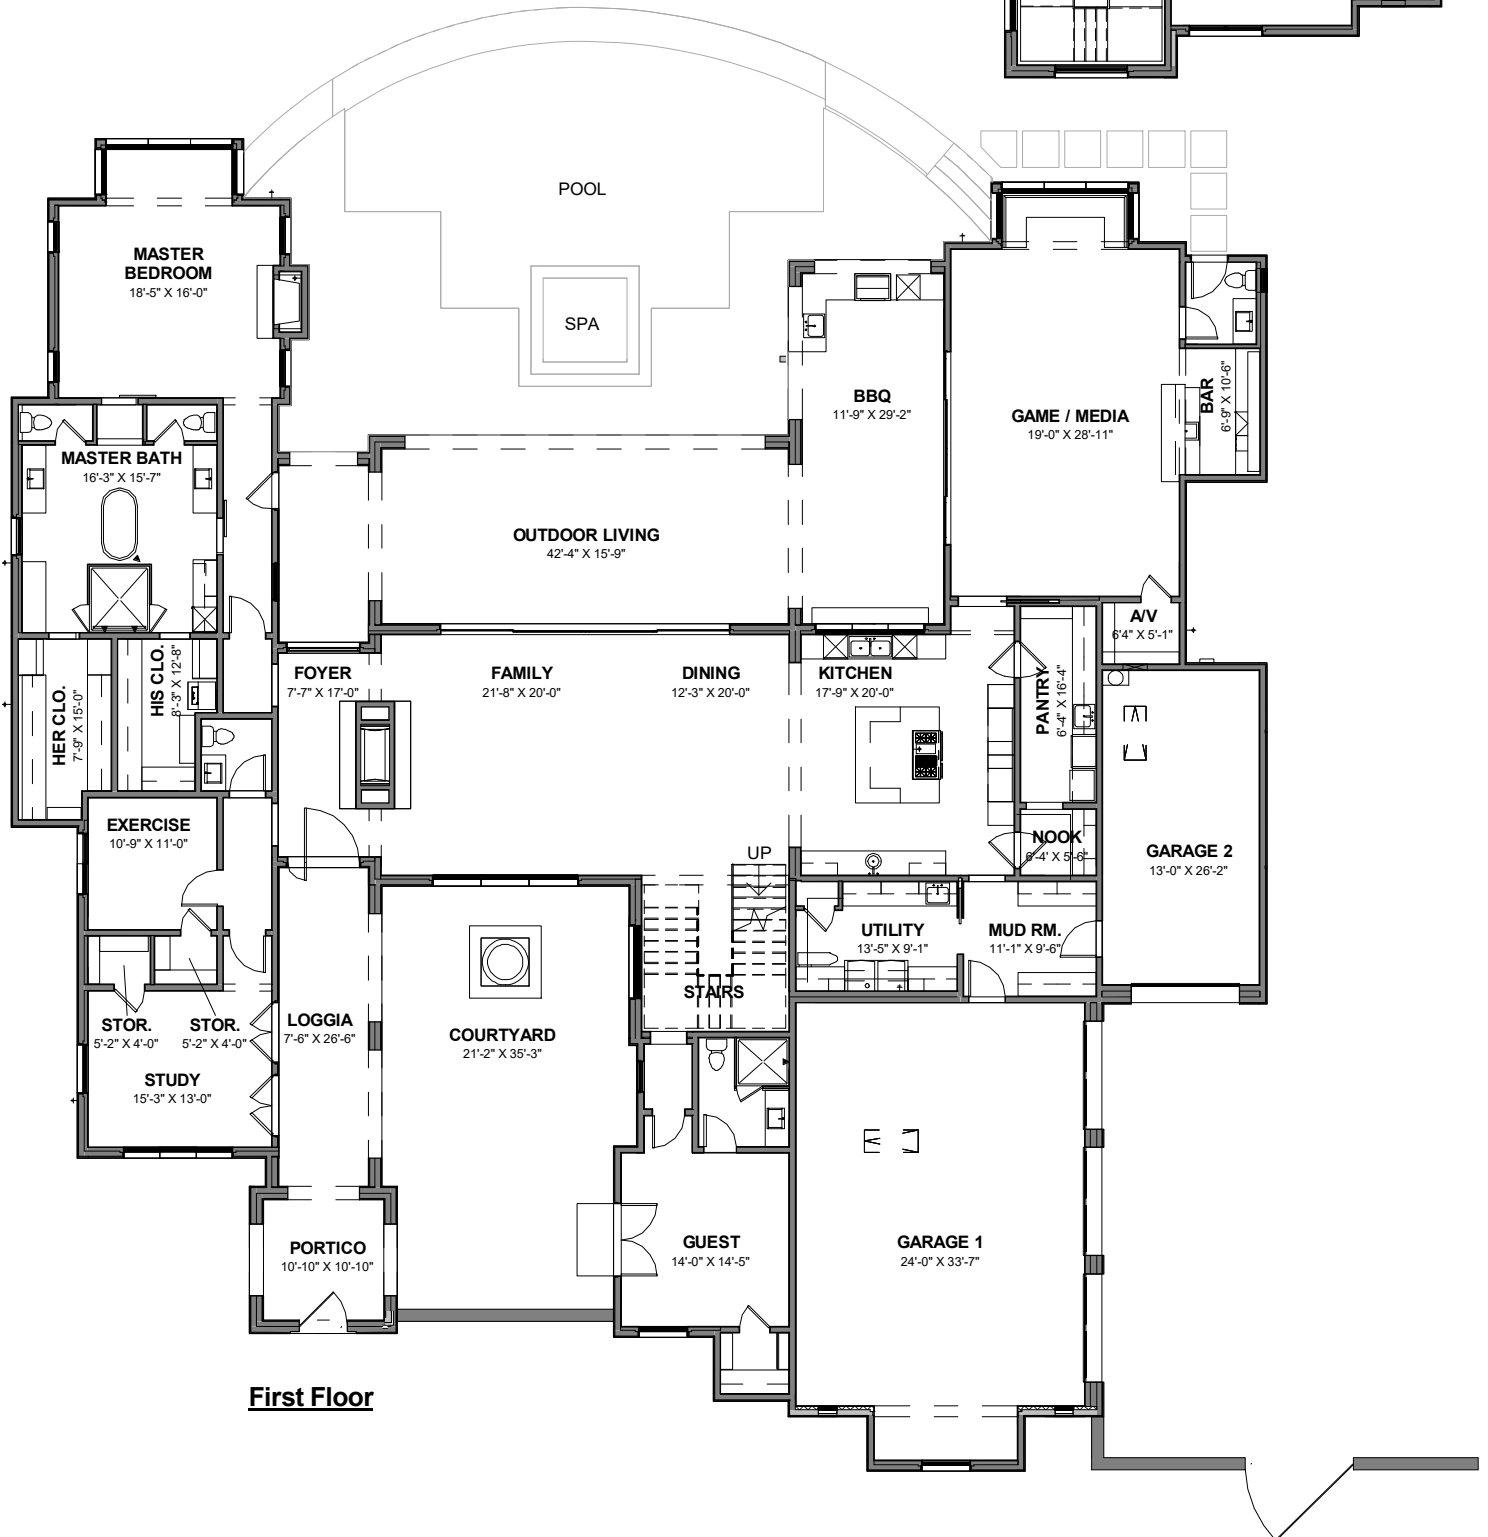 POOL
SPA
MASTER
BEDROOM
18'-5" X 16'-0"
BBQ
11'-9" X 29'-2"
GAME / MEDIA
19'-0" X 28'-11"
BAR
6'-9" X 10'-6"
MASTER BATH
16'-3" X 15'-7"
OUTDOOR LIVING
42'-4" X 15'-9"
A/V
6'4" X 5'-1"
HER CLO.
7'-9" X 15'-0"
HIS CLO.
8'-3" X 12'-8"
FOYER
7'-7" X 17'-0"
FAMILY
21'-8" X 20'-0"
DINING
12'-3" X 20'-0"
KITCHEN
17'-9" X 20'-0"
PANTRY
6'-4" X 16'-4"
EXERCISE
10'-9" X 11'-0"
UP
NOOK
6'-4' X 5'-6"
GARAGE 2
13'-0" X 26'-2"
UTILITY
13'-5" X 9'-1"
MUD RM.
11'-1" X 9'-6"
STAIRS
STOR.
5'-2" X 4'-0"
STOR.
5'-2" X 4'-0"
LOGGIA
7'-6" X 26'-6"
COURTYARD
21'-2" X 35'-3"
STUDY
15'-3" X 13'-0"
PORTICO
10'-10" X 10'-10"
GUEST
14'-0" X 14'-5"
GARAGE 1
24'-0" X 33'-7"
First Floor